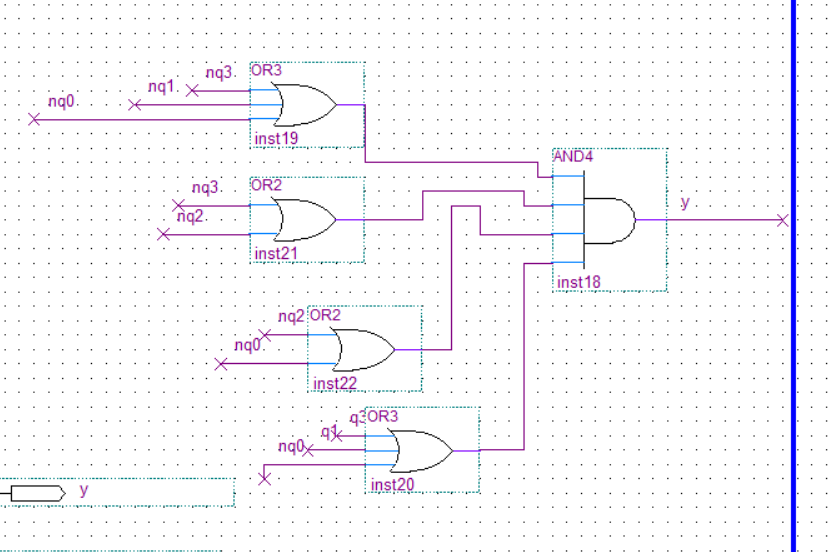 nq3
OR3
nq1
nq0
inst19
AND4
nq3
OR2
nq2
y
inst21
inst18
nq2
OR2
nq0
inst22
q3
OR3
q1
nq0
inst20
y